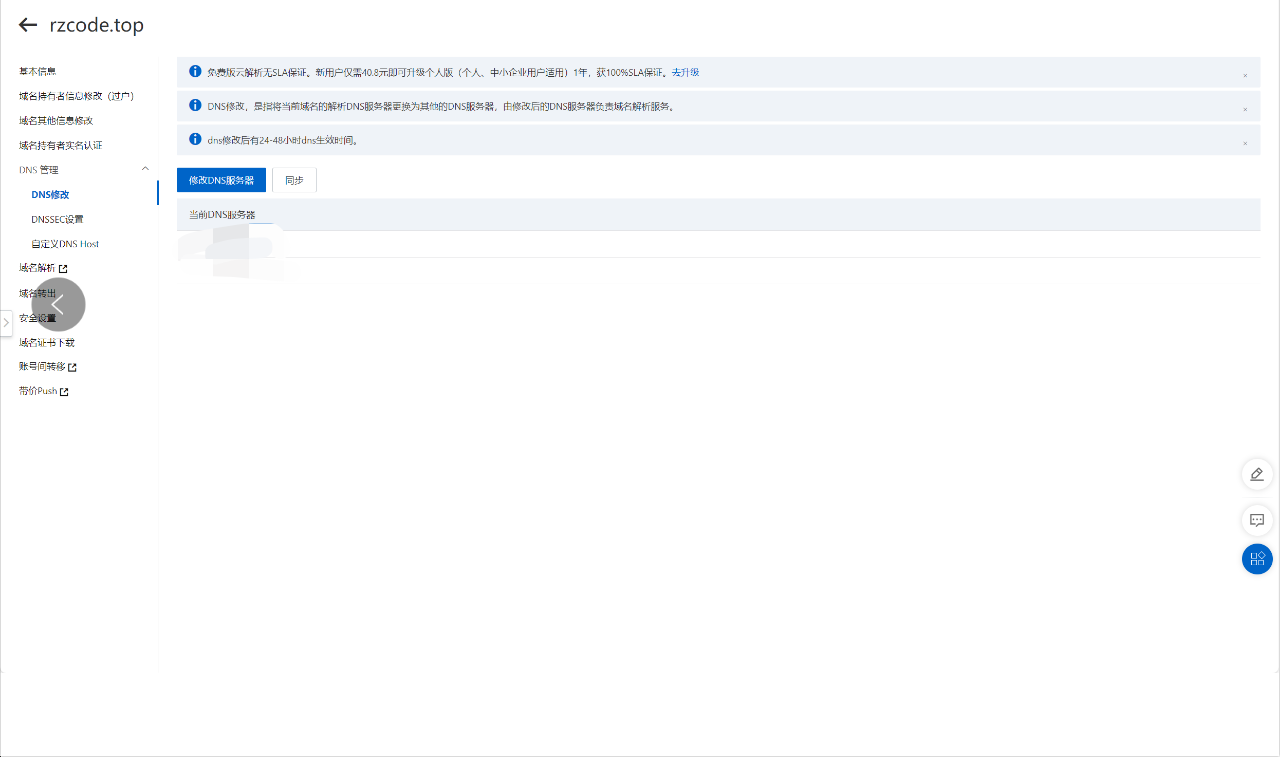 rzcode.top
基本信息
域名持有者信息修改（过户）
域名其他信息修改
域名持有者实名认证
DNS 管理
DNS修改
DNSSEC设置
自定义DNS Host
域名解析
域名转出
安全设置
域名证书下载
账号间转移
带价Push
免费版云解析无SLA保证。新用户仅需40.8元即可升级个人版（个人、中小企业用户适用）1年，获100%SLA保证。去升级
DNS修改，是指将当前域名的解析DNS服务器更换为其他的DNS服务器，由修改后的DNS服务器负责域名解析服务。
dns修改后有24-48小时dns生效时间。
修改DNS服务器 同步
当前DNS服务器